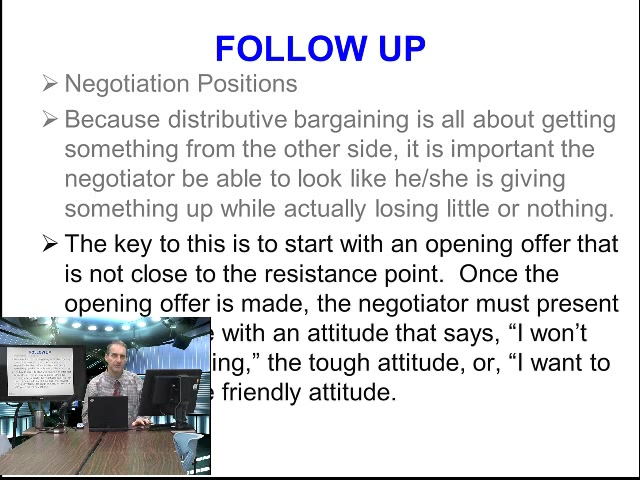 FOLLOW UP
Negotiation Positions
Because distributive bargaining is all about getting
something from the other side, it is important the
negotiator be able to look like he/she is giving
something up while actually losing little or nothing.
The key to this is to start with an opening offer that
is not close to the resistance point.  Once the
opening offer is made, the negotiator must present
with an attitude that says, “I won’t
ing,” the tough attitude, or, “I want to
friendly attitude.
FOLLOW UP